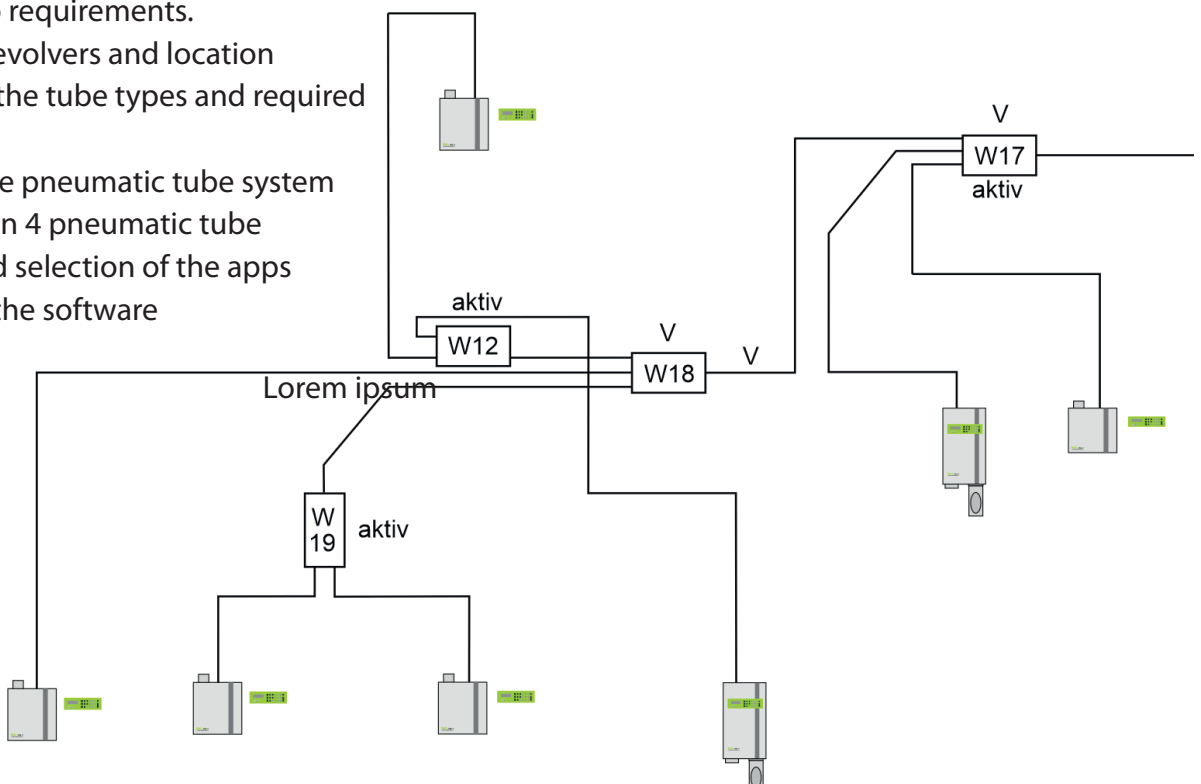 requirements.
evolvers and location
the tube types and required
e pneumatic tube system
n 4 pneumatic tube
d selection of the apps
the software
V
W17
aktiv
aktiv
W12
V
W18
V
Lorem ipsum
W
19
aktiv